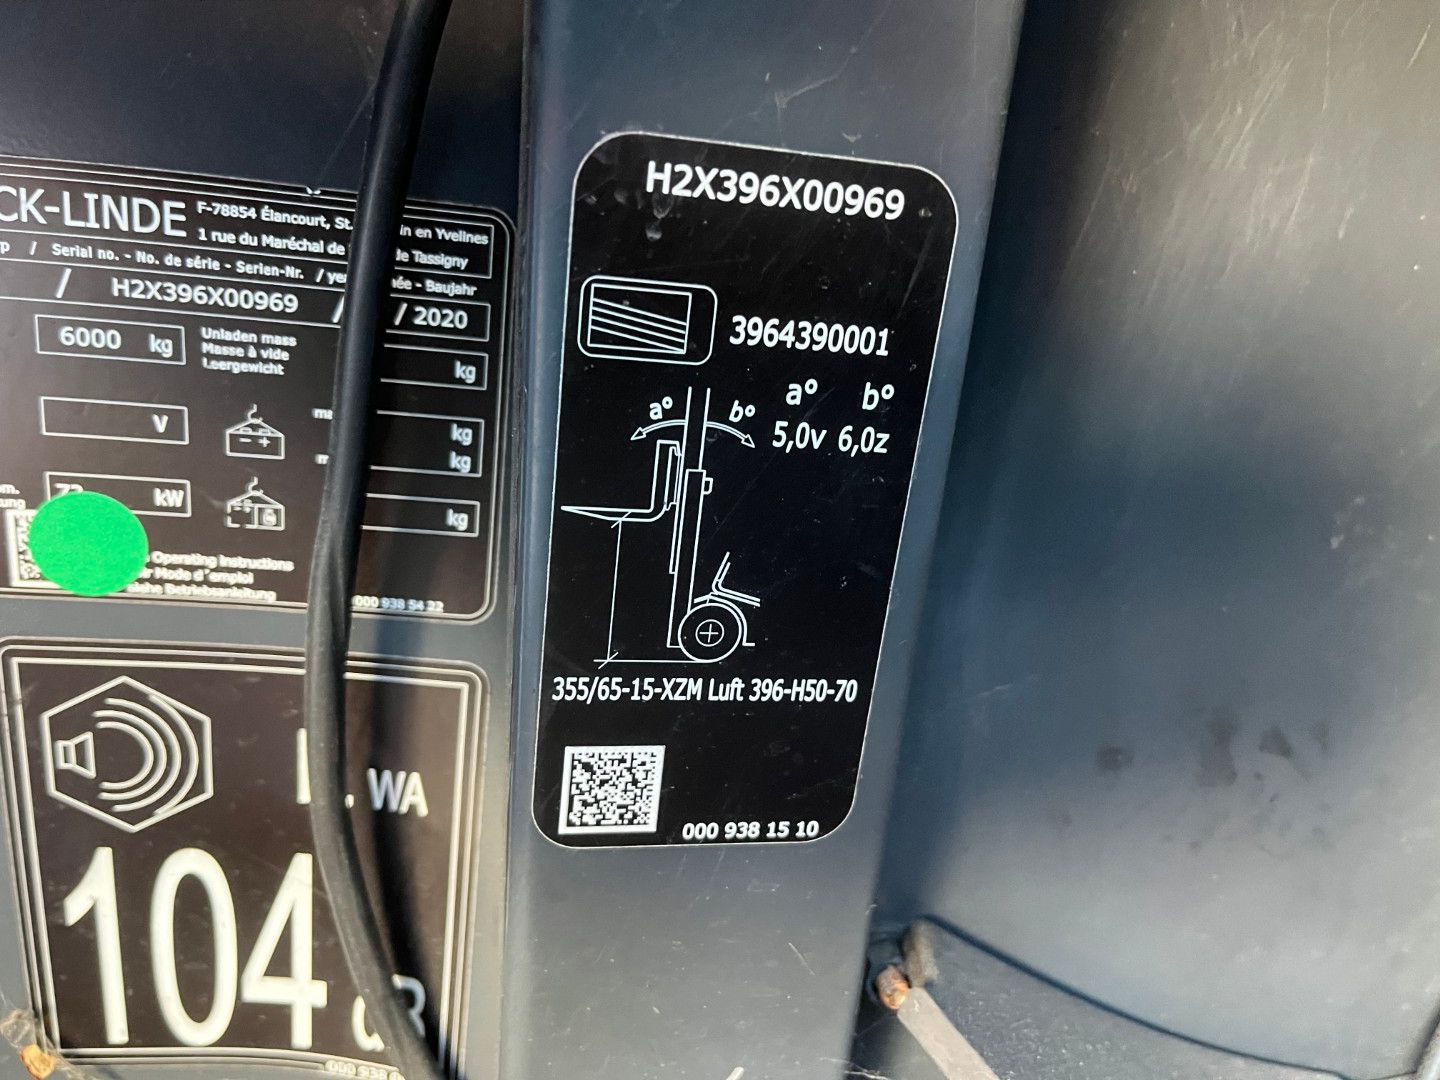 CK-LINDE
F-78854 Élancourt, St. in en Yvelines
1 rue du Maréchal de de Tassigny
/ Serial no. - No. de série - Serien-Nr. / ée - Baujahr
/ H2X396X00969 / / 2020
6000 kg
Unladen mass
Masse à vide
Leergewicht
kg
V
kg
kg
kW
kg
Operating Instructions
Mode d'emploi
siehe Betriebsanleitung
000 938 54 22
WA
104
H2X396X00969
3964390001
a° b°
a° b°
5,0v 6,0z
355/65-15-XZM Luft 396-H50-70
000 938 15 10